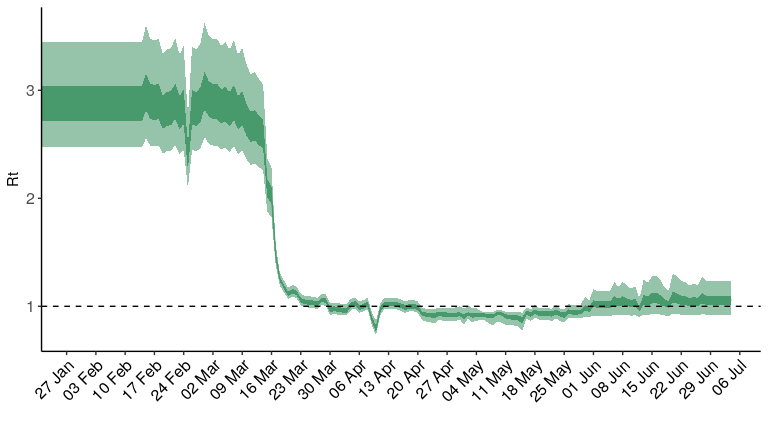 Rt
3
2
1
27 Jan
03 Feb
10 Feb
17 Feb
24 Feb
02 Mar
09 Mar
16 Mar
23 Mar
30 Mar
06 Apr
13 Apr
20 Apr
27 Apr
04 May
11 May
18 May
25 May
01 Jun
08 Jun
15 Jun
22 Jun
29 Jun
06 Jul